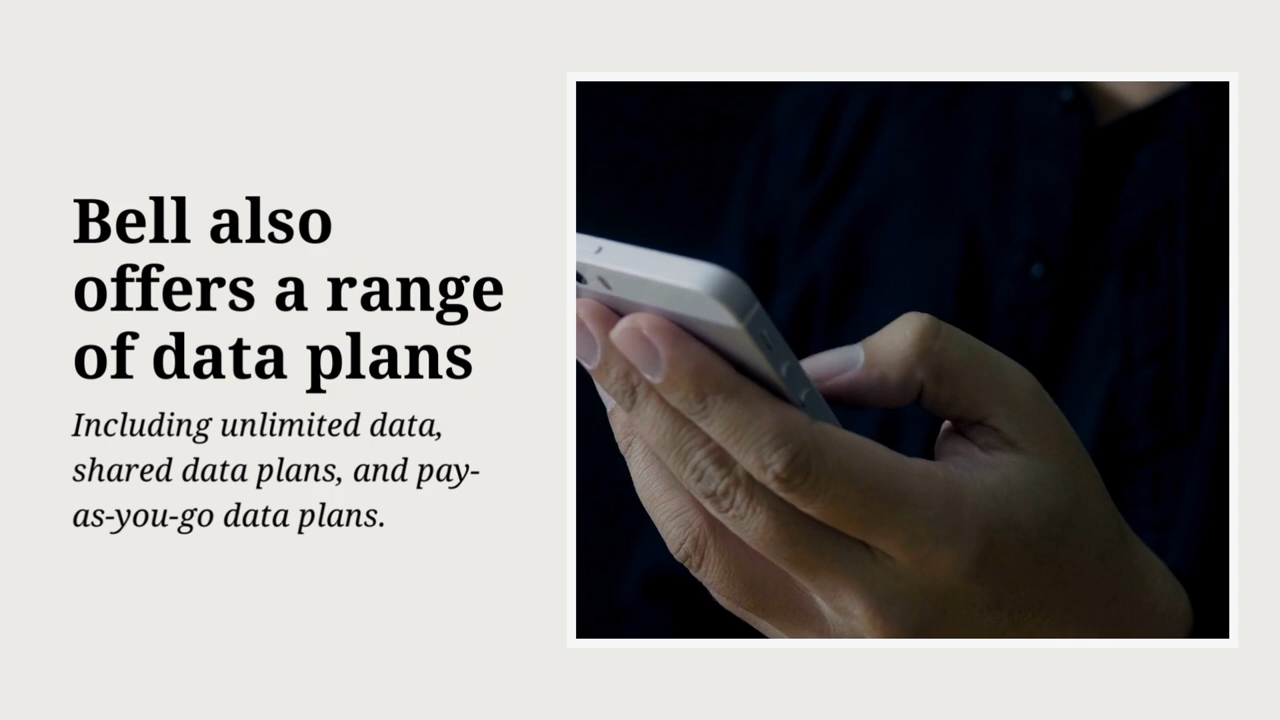 Bell also
offers a range
of data plans
Including unlimited data,
shared data plans, and pay-
as-you-go data plans.